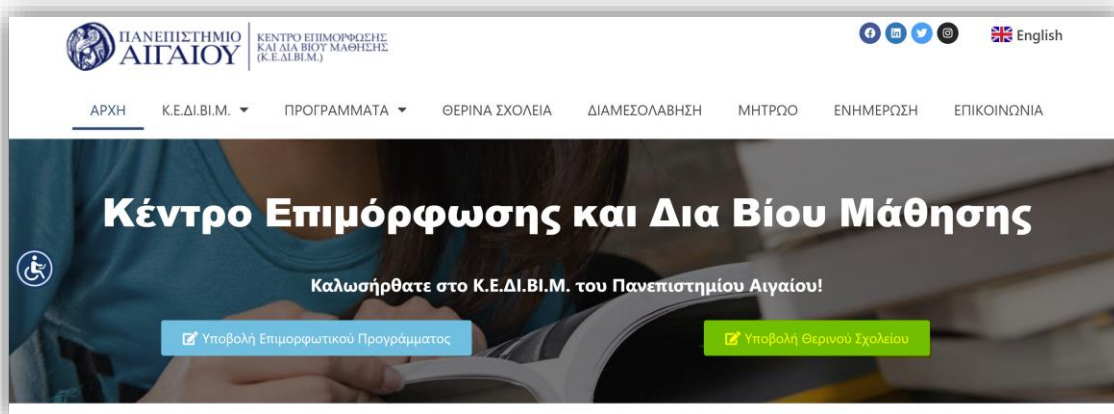 ΠΑΝΕΠΙΣΤΗΜΙΟ
ΑΙΓΑΙΟΥ
ΚΕΝΤΡΟ ΕΠΙΜΟΡΦΩΣΗΣ
ΚΑΙ ΔΙΑ ΒΙΟΥ ΜΑΘΗΣΗΣ
(Κ.Ε.ΔΙ.ΒΙ.Μ.)
English
ΑΡΧΗ Κ.Ε.ΔΙ.ΒΙ.Μ. ΠΡΟΓΡΑΜΜΑΤΑ ΘΕΡΙΝΑ ΣΧΟΛΕΙΑ ΔΙΑΜΕΣΟΛΑΒΗΣΗ ΜΗΤΡΩΟ ΕΝΗΜΕΡΩΣΗ ΕΠΙΚΟΙΝΩΝΙΑ
Κέντρο Επιμόρφωσης και Δια Βίου Μάθησης
Καλωσήρθατε στο Κ.Ε.ΔΙ.ΒΙ.Μ. του Πανεπιστημίου Αιγαίου!
Υποβολή Επιμορφωτικού Προγράμματος
Υποβολή Θερινού Σχολείου